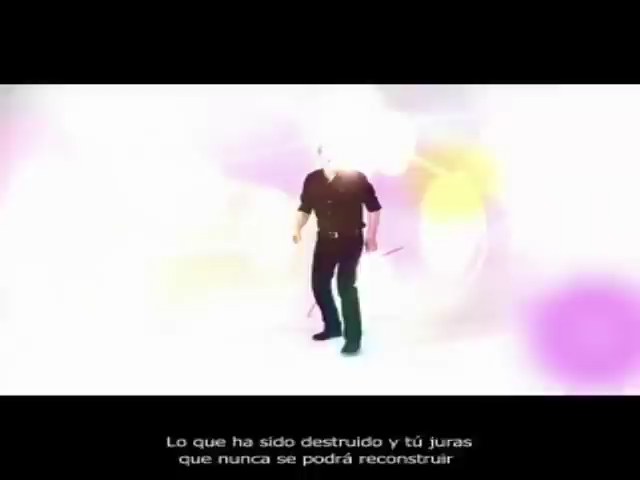 Lo que ha sido destruido y tú juras
que nunca se podrá reconstruir